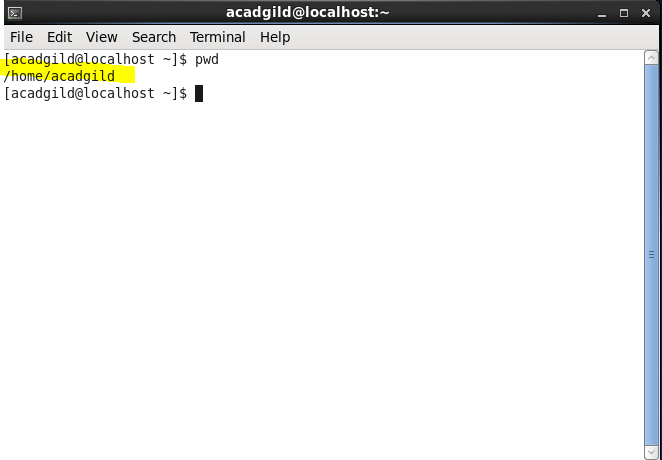 acadgild@localhost:~
File Edit View Search Terminal Help
[acadgild@localhost ~]$ pwd
/home/acadgild
[acadgild@localhost ~]$